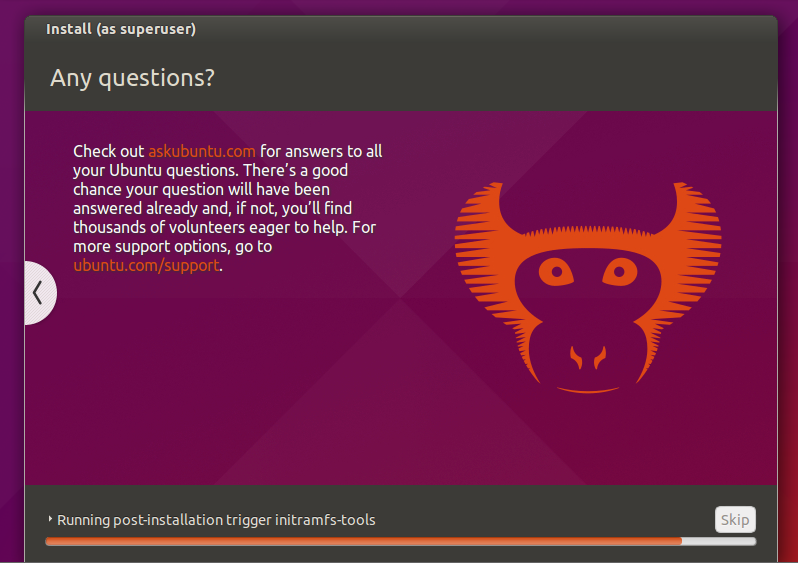 Install (as superuser)
Any questions?
Check out askubuntu.com for answers to all
your Ubuntu questions. There’s a good
chance your question will have been
answered already and, if not, you’ll find
thousands of volunteers eager to help. For
more support options, go to
ubuntu.com/support.
Running post-installation trigger initramfs-tools
Skip